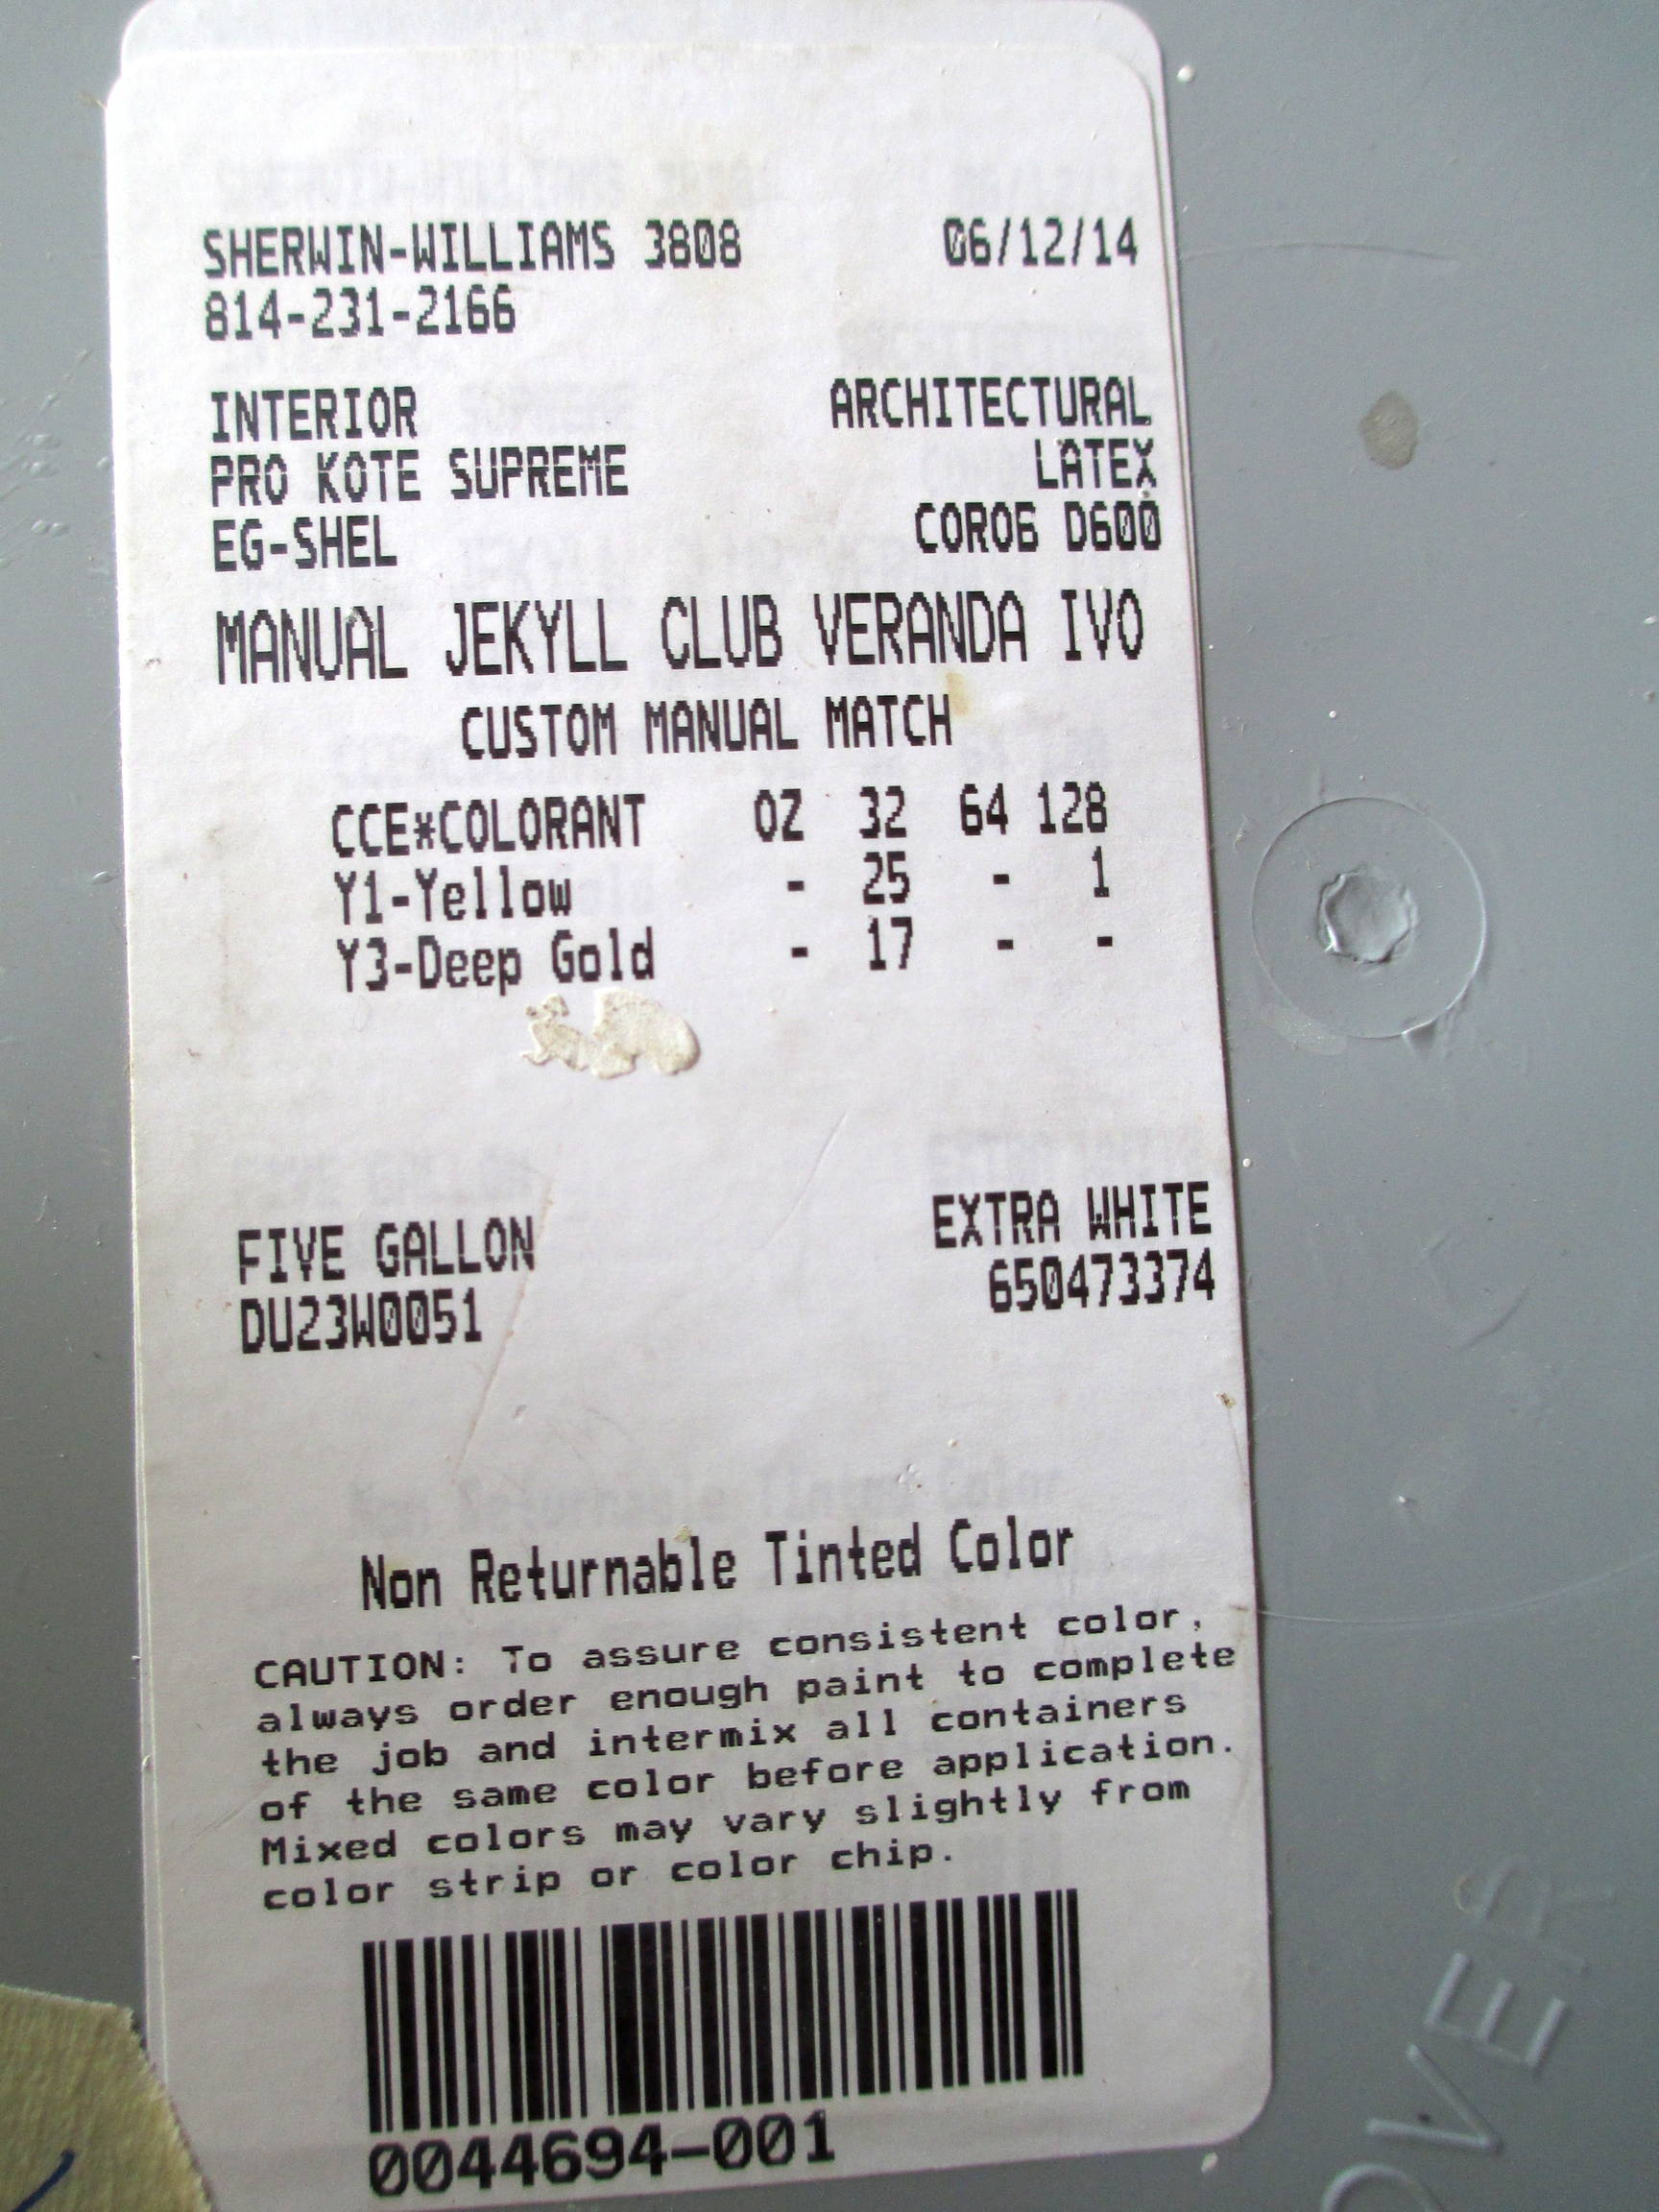 SHERWIN-WILLIAMS 3808 06/12/14
814-231-2166
INTERIOR ARCHITECTURAL
PRO KOTE SUPREME LATEX
EG-SHEL COR06 D600
MANUAL JEKYLL CLUB VERANDA IVO
CUSTOM MANUAL MATCH
CCE*COLORANT OZ 32 64 128
Y1-Yellow - 25 - 1
Y3-Deep Gold - 17 - -
FIVE GALLON EXTRA WHITE
DU23W0051 650473374
Non Returnable Tinted Color
CAUTION: To assure consistent color,
always order enough paint to complete
the job and intermix all containers
of the same color before application.
Mixed colors may vary slightly from
color strip or color chip.
0044694-001
OVER